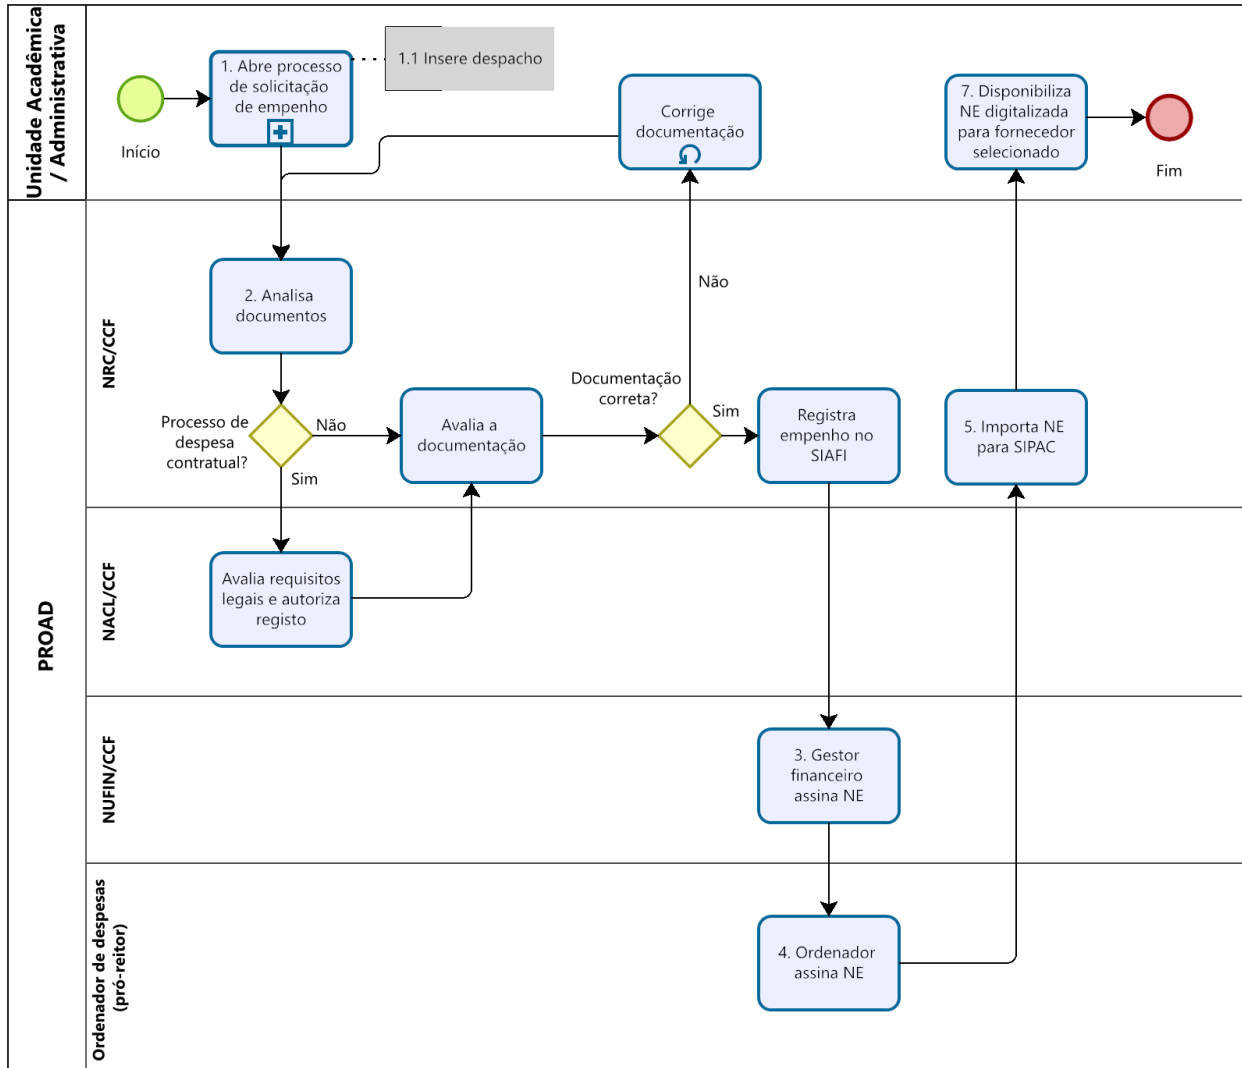 Unidade Acadêmica
/ Administrativa
Início
1. Abre processo
de solicitação
de empenho
1.1 Insere despacho
Corrige
documentação
7. Disponibiliza
NE digitalizada
para fornecedor
selecionado
Fim
PROAD
NRC/CCF
2. Analisa
documentos
Processo de
despesa
contratual?
Não
Sim
Avalia a
documentação
Documentação
correta?
Não
Sim
Registra
empenho no
SIAFI
5. Importa NE
para SIPAC
NACL/CCF
Avalia requisitos
legais e autoriza
registo
NUFIN/CCF
3. Gestor
financeiro
assina NE
Ordenador de despesas
(pró-reitor)
4. Ordenador
assina NE